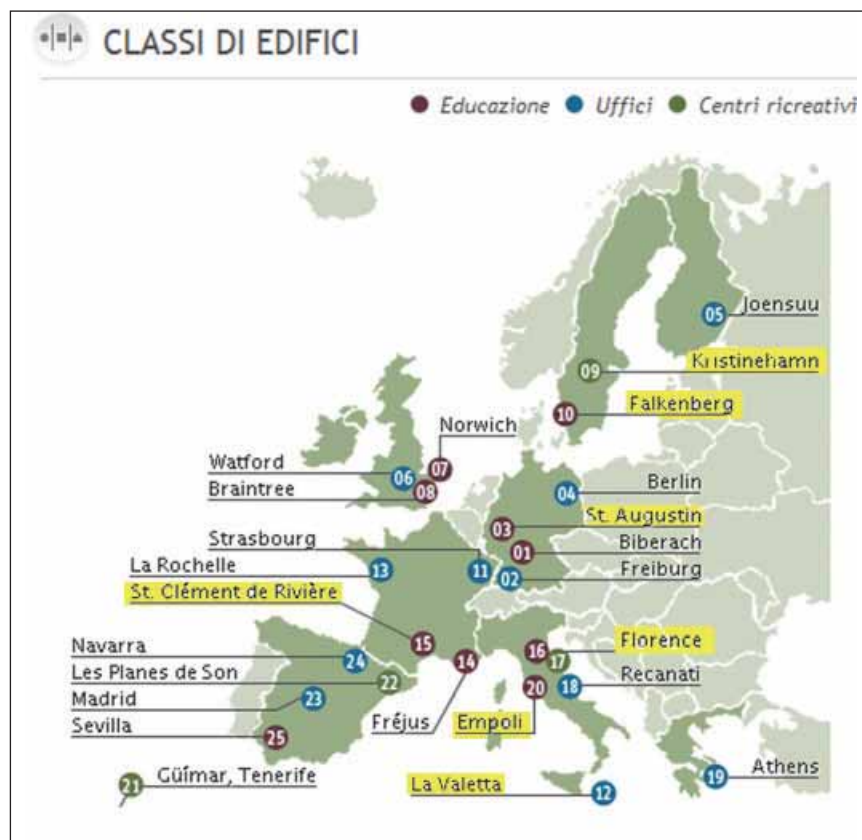 CLASSI DI EDIFICI
Educazione Uffici Centri ricreativi
05 Joensuu
09 Kristinehamn
10 Falkenberg
Norwich
07
Watford
06
Braintree
08
Berlin
04
St. Augustin
03
Biberach
01
Freiburg
02
Strasbourg
11
La Rochelle
13
St. Clément de Rivière
15
Navarra
24
Les Planes de Son
22
Madrid
23
Sevilla
25
14
Fréjus
16
17
Florence
18
Recanati
20
Empoli
21
Güímar, Tenerife
La Valetta
12
19
Athens